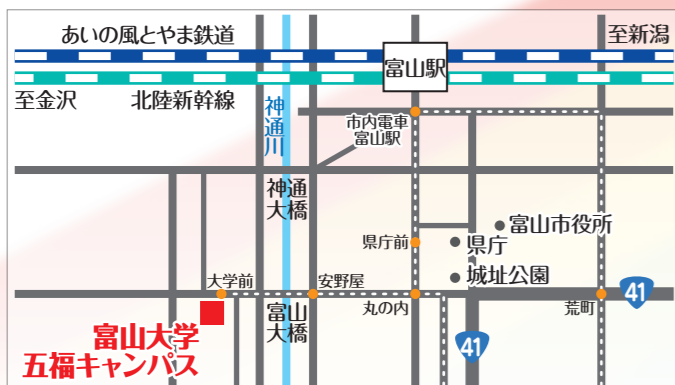 あいの風とやま鉄道
至新潟
富山駅
至金沢
北陸新幹線
神通川
市内電車
富山駅
神通
大橋
富山市役所
県庁前
県庁
城址公園
大学前
安野屋
丸の内
荒町
41
富山
大橋
41
富山大学
五福キャンパス